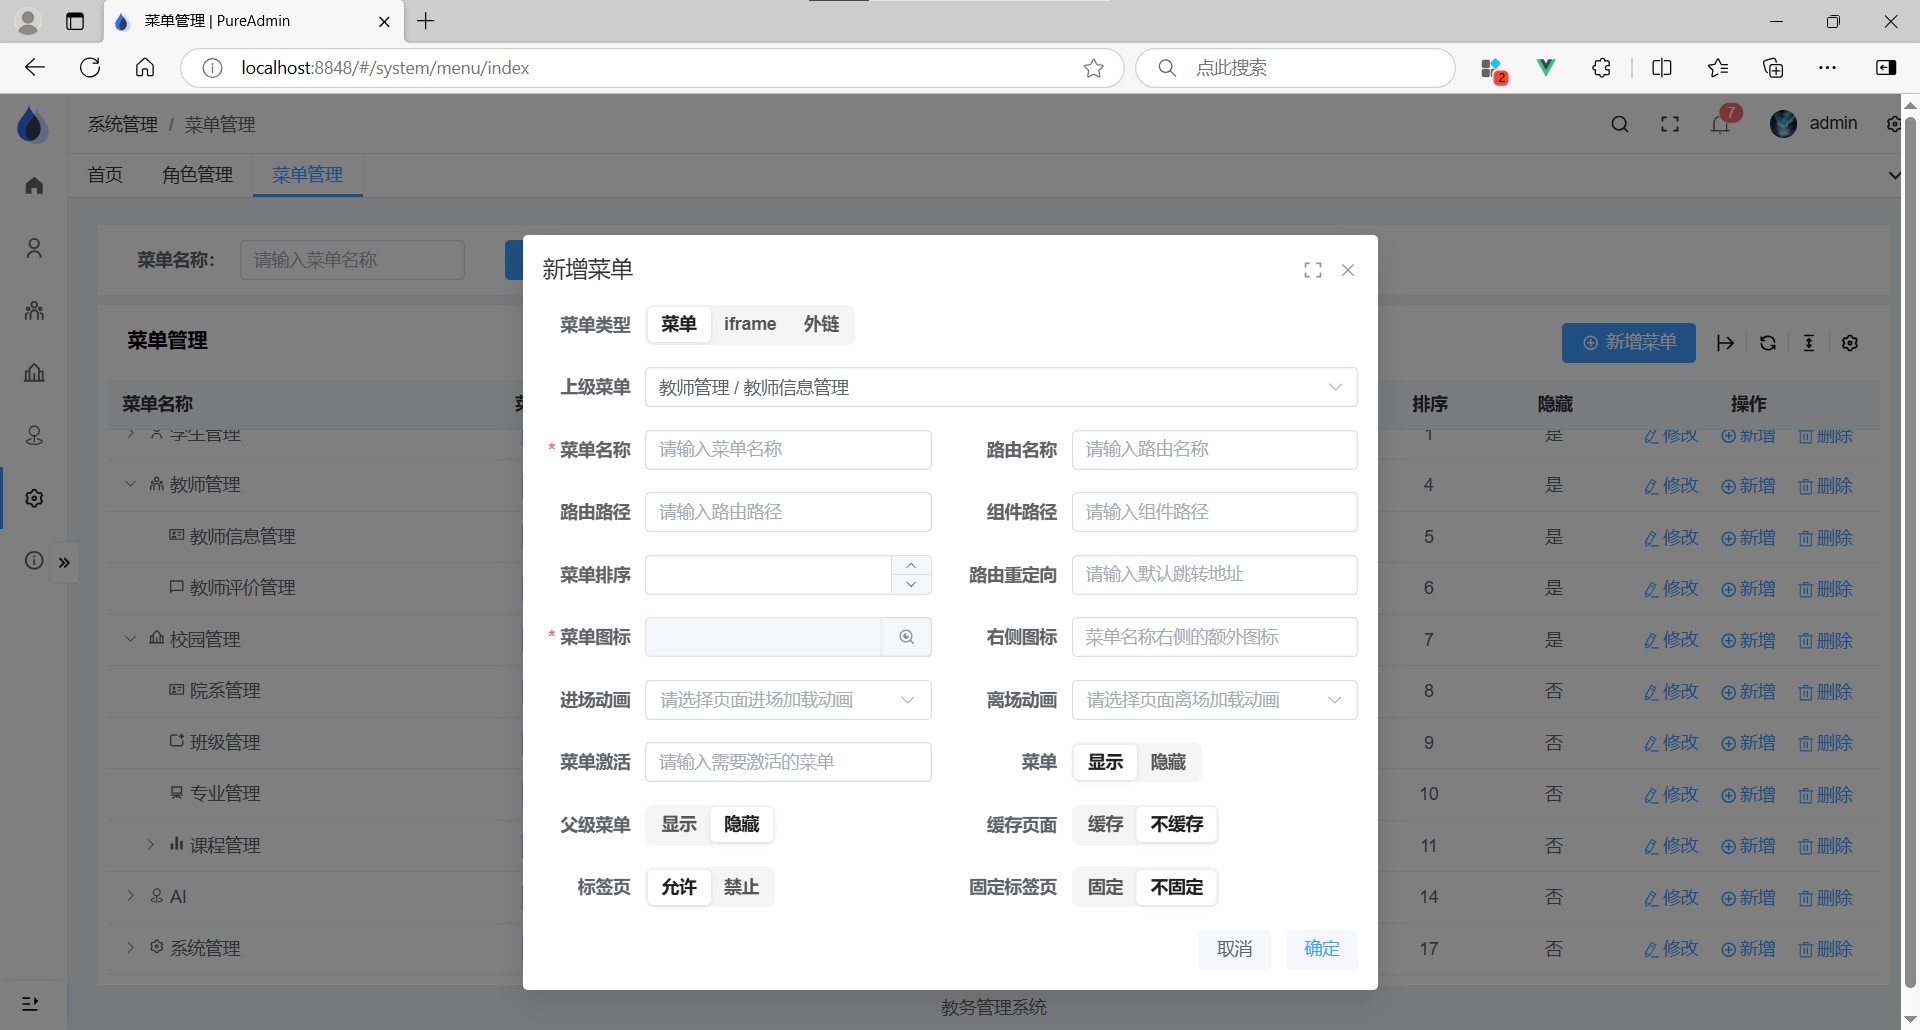 菜单管理 | PureAdmin
localhost:8848/#/system/menu/index
点此搜索
2
系统管理 / 菜单管理
7
admin
首页 角色管理 菜单管理
菜单名称: 请输入菜单名称
菜单管理
新增菜单
菜单名称
排序 隐藏 操作
学生管理 1 是 修改 新增 删除
教师管理 4 是 修改 新增 删除
教师信息管理 5 是 修改 新增 删除
教师评价管理 6 是 修改 新增 删除
校园管理 7 是 修改 新增 删除
院系管理 8 否 修改 新增 删除
班级管理 9 否 修改 新增 删除
专业管理 10 否 修改 新增 删除
课程管理 11 否 修改 新增 删除
AI 14 否 修改 新增 删除
系统管理 17 否 修改 新增 删除
新增菜单
菜单类型 菜单 iframe 外链
上级菜单 教师管理 / 教师信息管理
* 菜单名称 请输入菜单名称 路由名称 请输入路由名称
路由路径 请输入路由路径 组件路径 请输入组件路径
菜单排序 路由重定向 请输入默认跳转地址
* 菜单图标 右侧图标 菜单名称右侧的额外图标
进场动画 请选择页面进场加载动画 离场动画 请选择页面离场加载动画
菜单激活 请输入需要激活的菜单 菜单 显示 隐藏
父级菜单 显示 隐藏 缓存页面 缓存 不缓存
标签页 允许 禁止 固定标签页 固定 不固定
取消 确定
教务管理系统